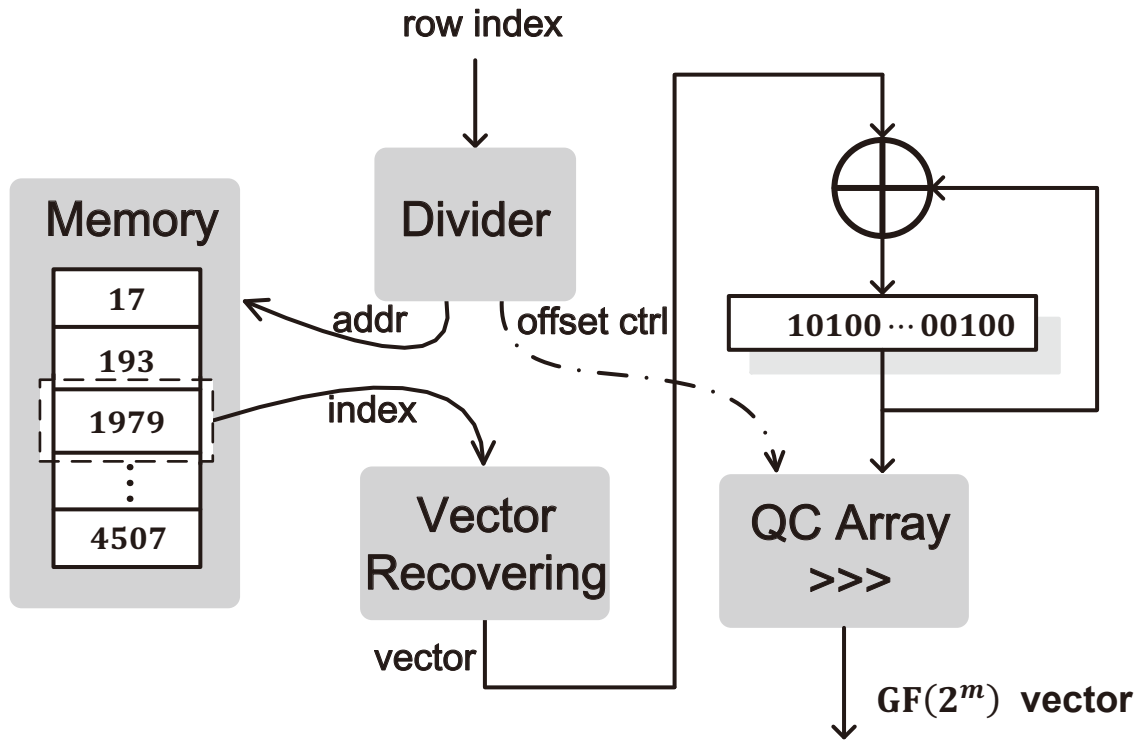 row index
Divider
Memory
17
193
1979
⋮
4507
addr
offset ctrl
index
10100⋯00100
Vector
Recovering
vector
QC Array
>>>
GF(2^m) vector